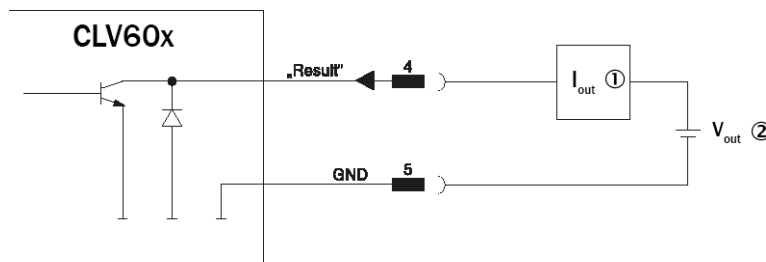 CLV60x
„Result"
4
Iout ①
Vout ②
GND
5